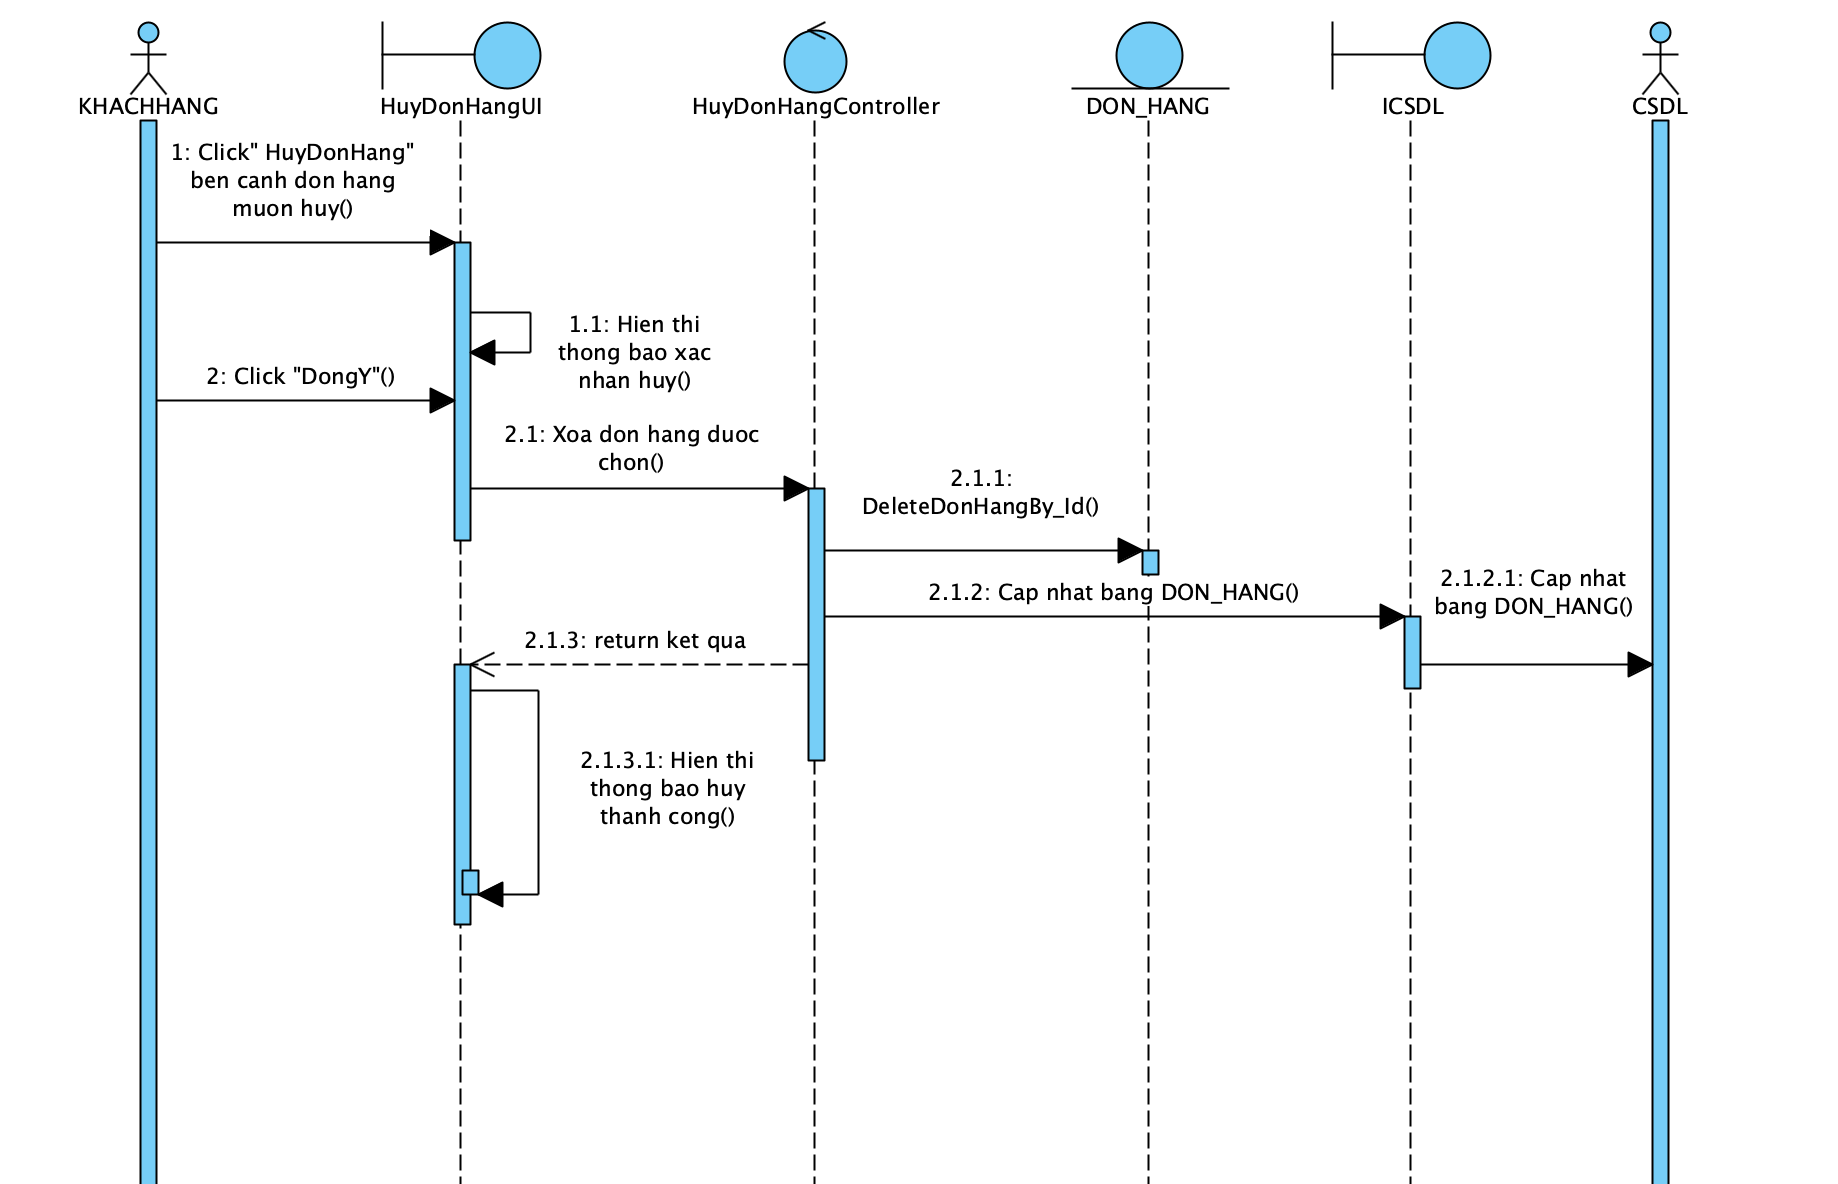 KHACHHANG
HuyDonHangUI
HuyDonHangController
DON_HANG
ICSDL
CSDL
1: Click" HuyDonHang"
ben canh don hang
muon huy()
1.1: Hien thi
thong bao xac
nhan huy()
2: Click "DongY"()
2.1: Xoa don hang duoc
chon()
2.1.1:
DeleteDonHangBy_Id()
2.1.2: Cap nhat bang DON_HANG()
2.1.2.1: Cap nhat
bang DON_HANG()
2.1.3: return ket qua
2.1.3.1: Hien thi
thong bao huy
thanh cong()